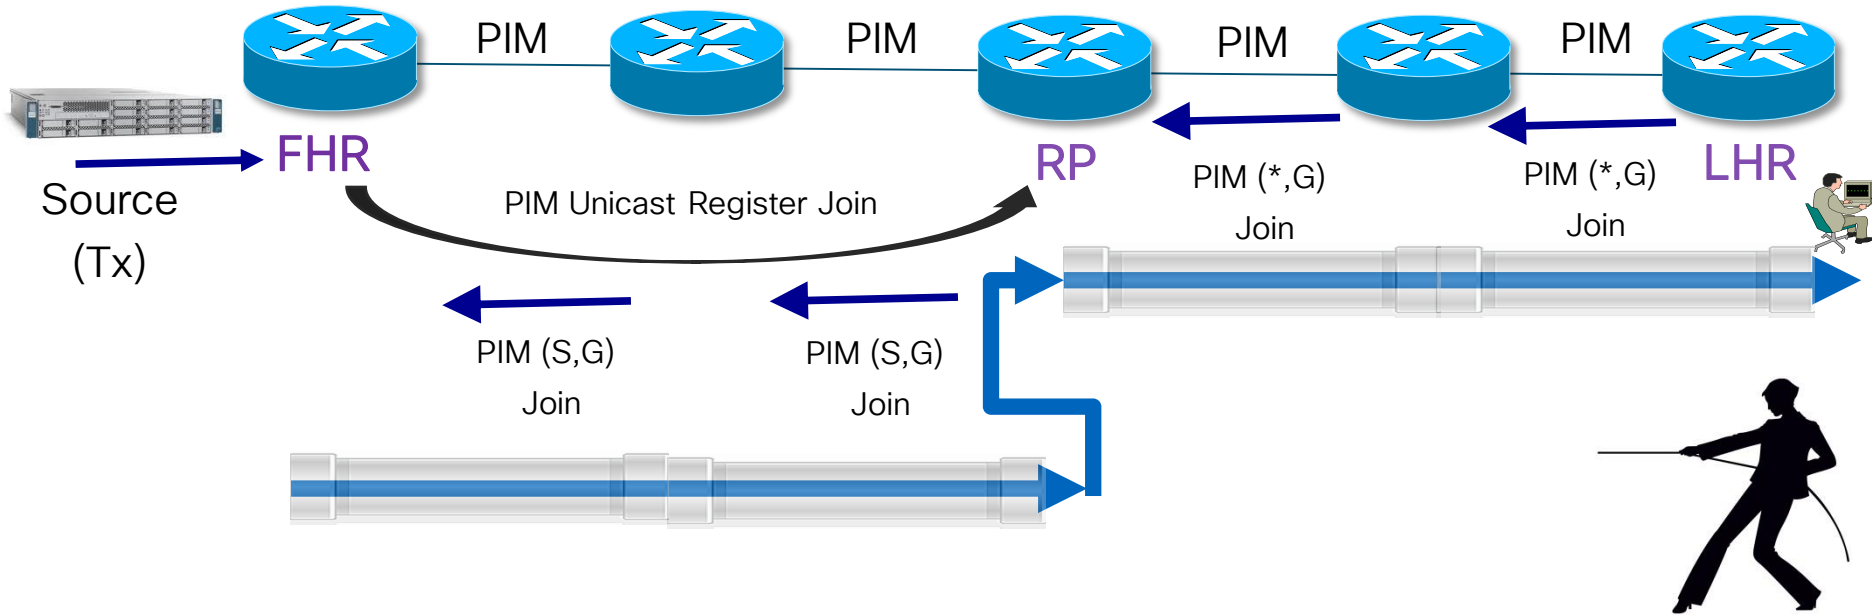 PIM
PIM
PIM
PIM
FHR
RP
LHR
Source
(Tx)
PIM Unicast Register Join
PIM (*,G)
Join
PIM (*,G)
Join
PIM (S,G)
Join
PIM (S,G)
Join